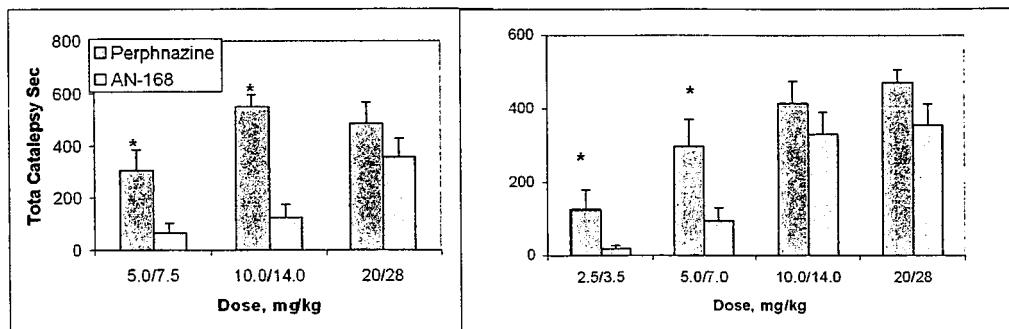 800
600
400
200
0
Perphnazine
AN-168
*
*
Tota Catalepsy Sec
5.0/7.5 10.0/14.0 20/28
Dose, mg/kg
600
400
200
0
*
*
2.5/3.5 5.0/7.0 10.0/14.0 20/28
Dose, mg/kg